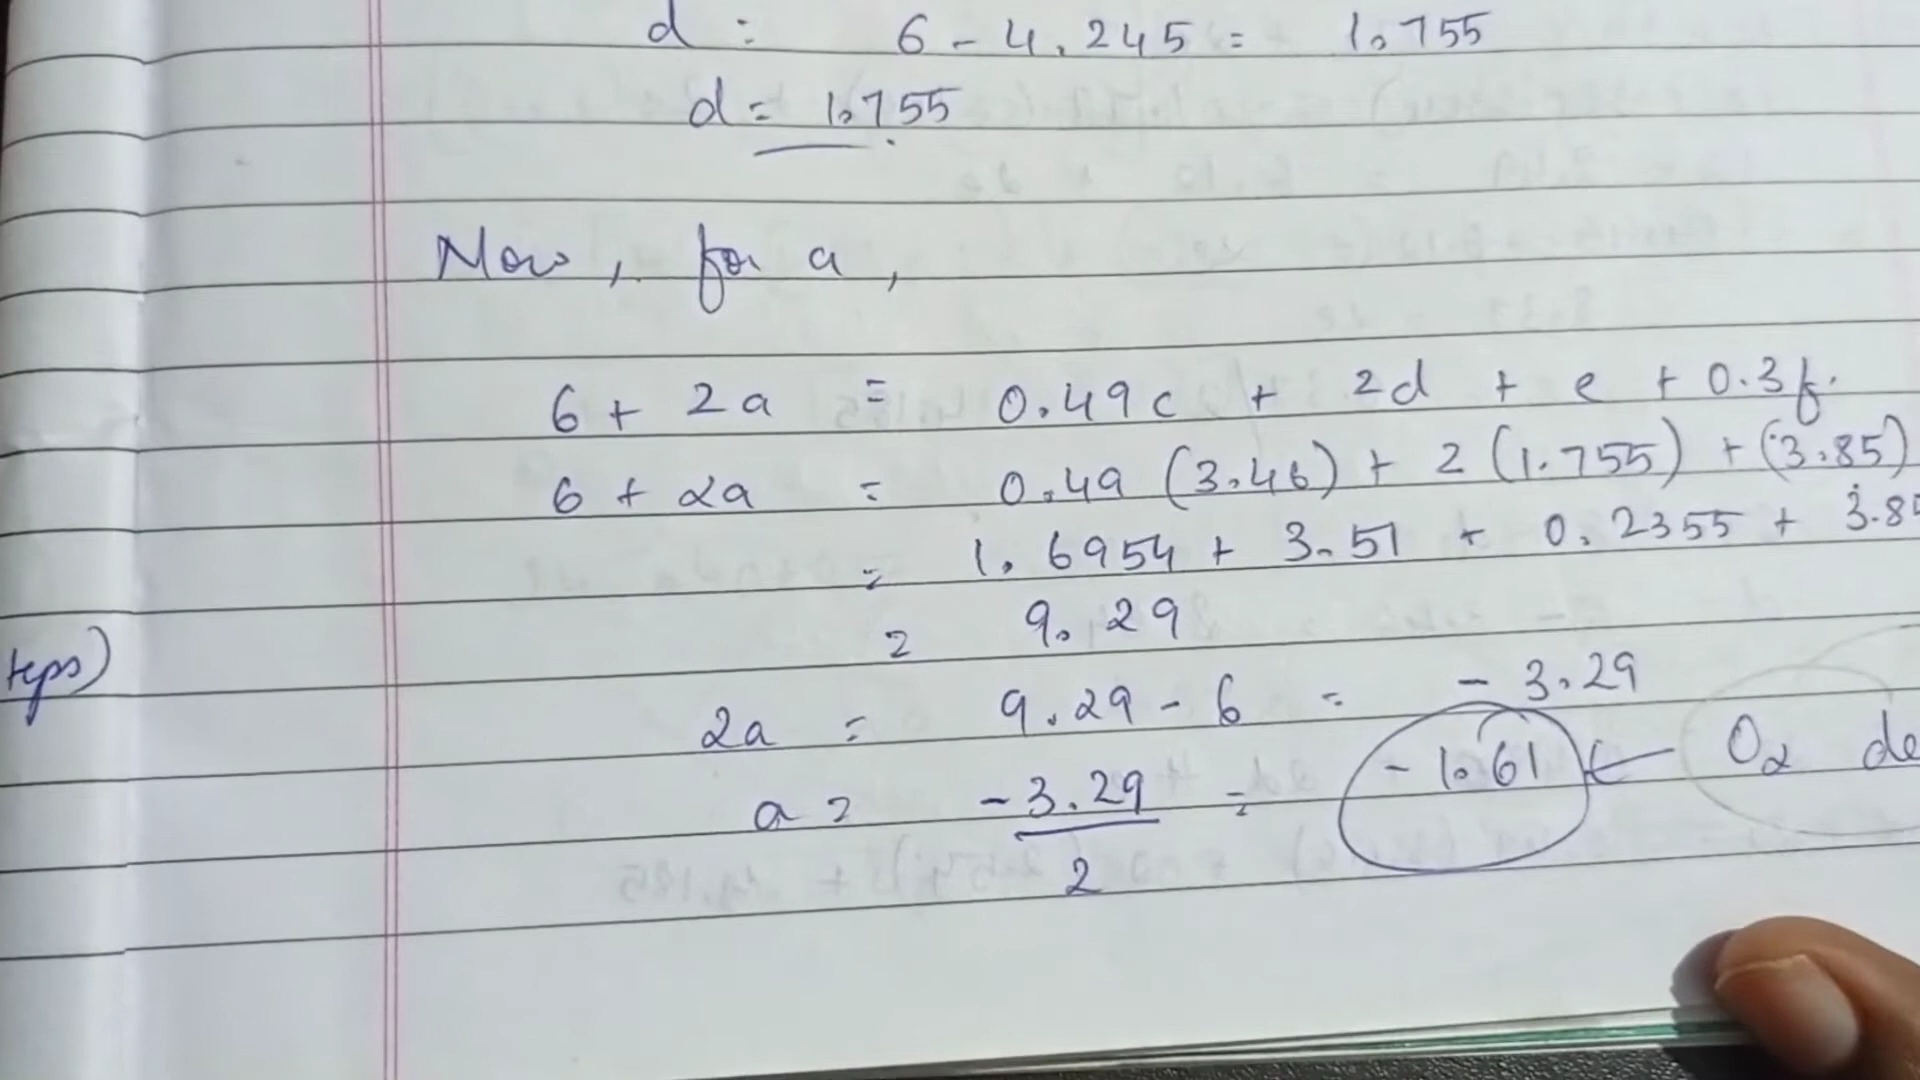 d = 6 - 4.245 = 1.755
d = 1.755
Now, for a,
6 + 2a = 0.49c + 2d + e + 0.3f.
6 + 2a = 0.49 (3.46) + 2 (1.755) + (3.85)
= 1.6954 + 3.51 + 0.2355 + 3.85
= 9.29
teps)
2a = 9.29 - 6 = - 3.29
a = -3.29 / 2 = - 1.61 ← O2 de